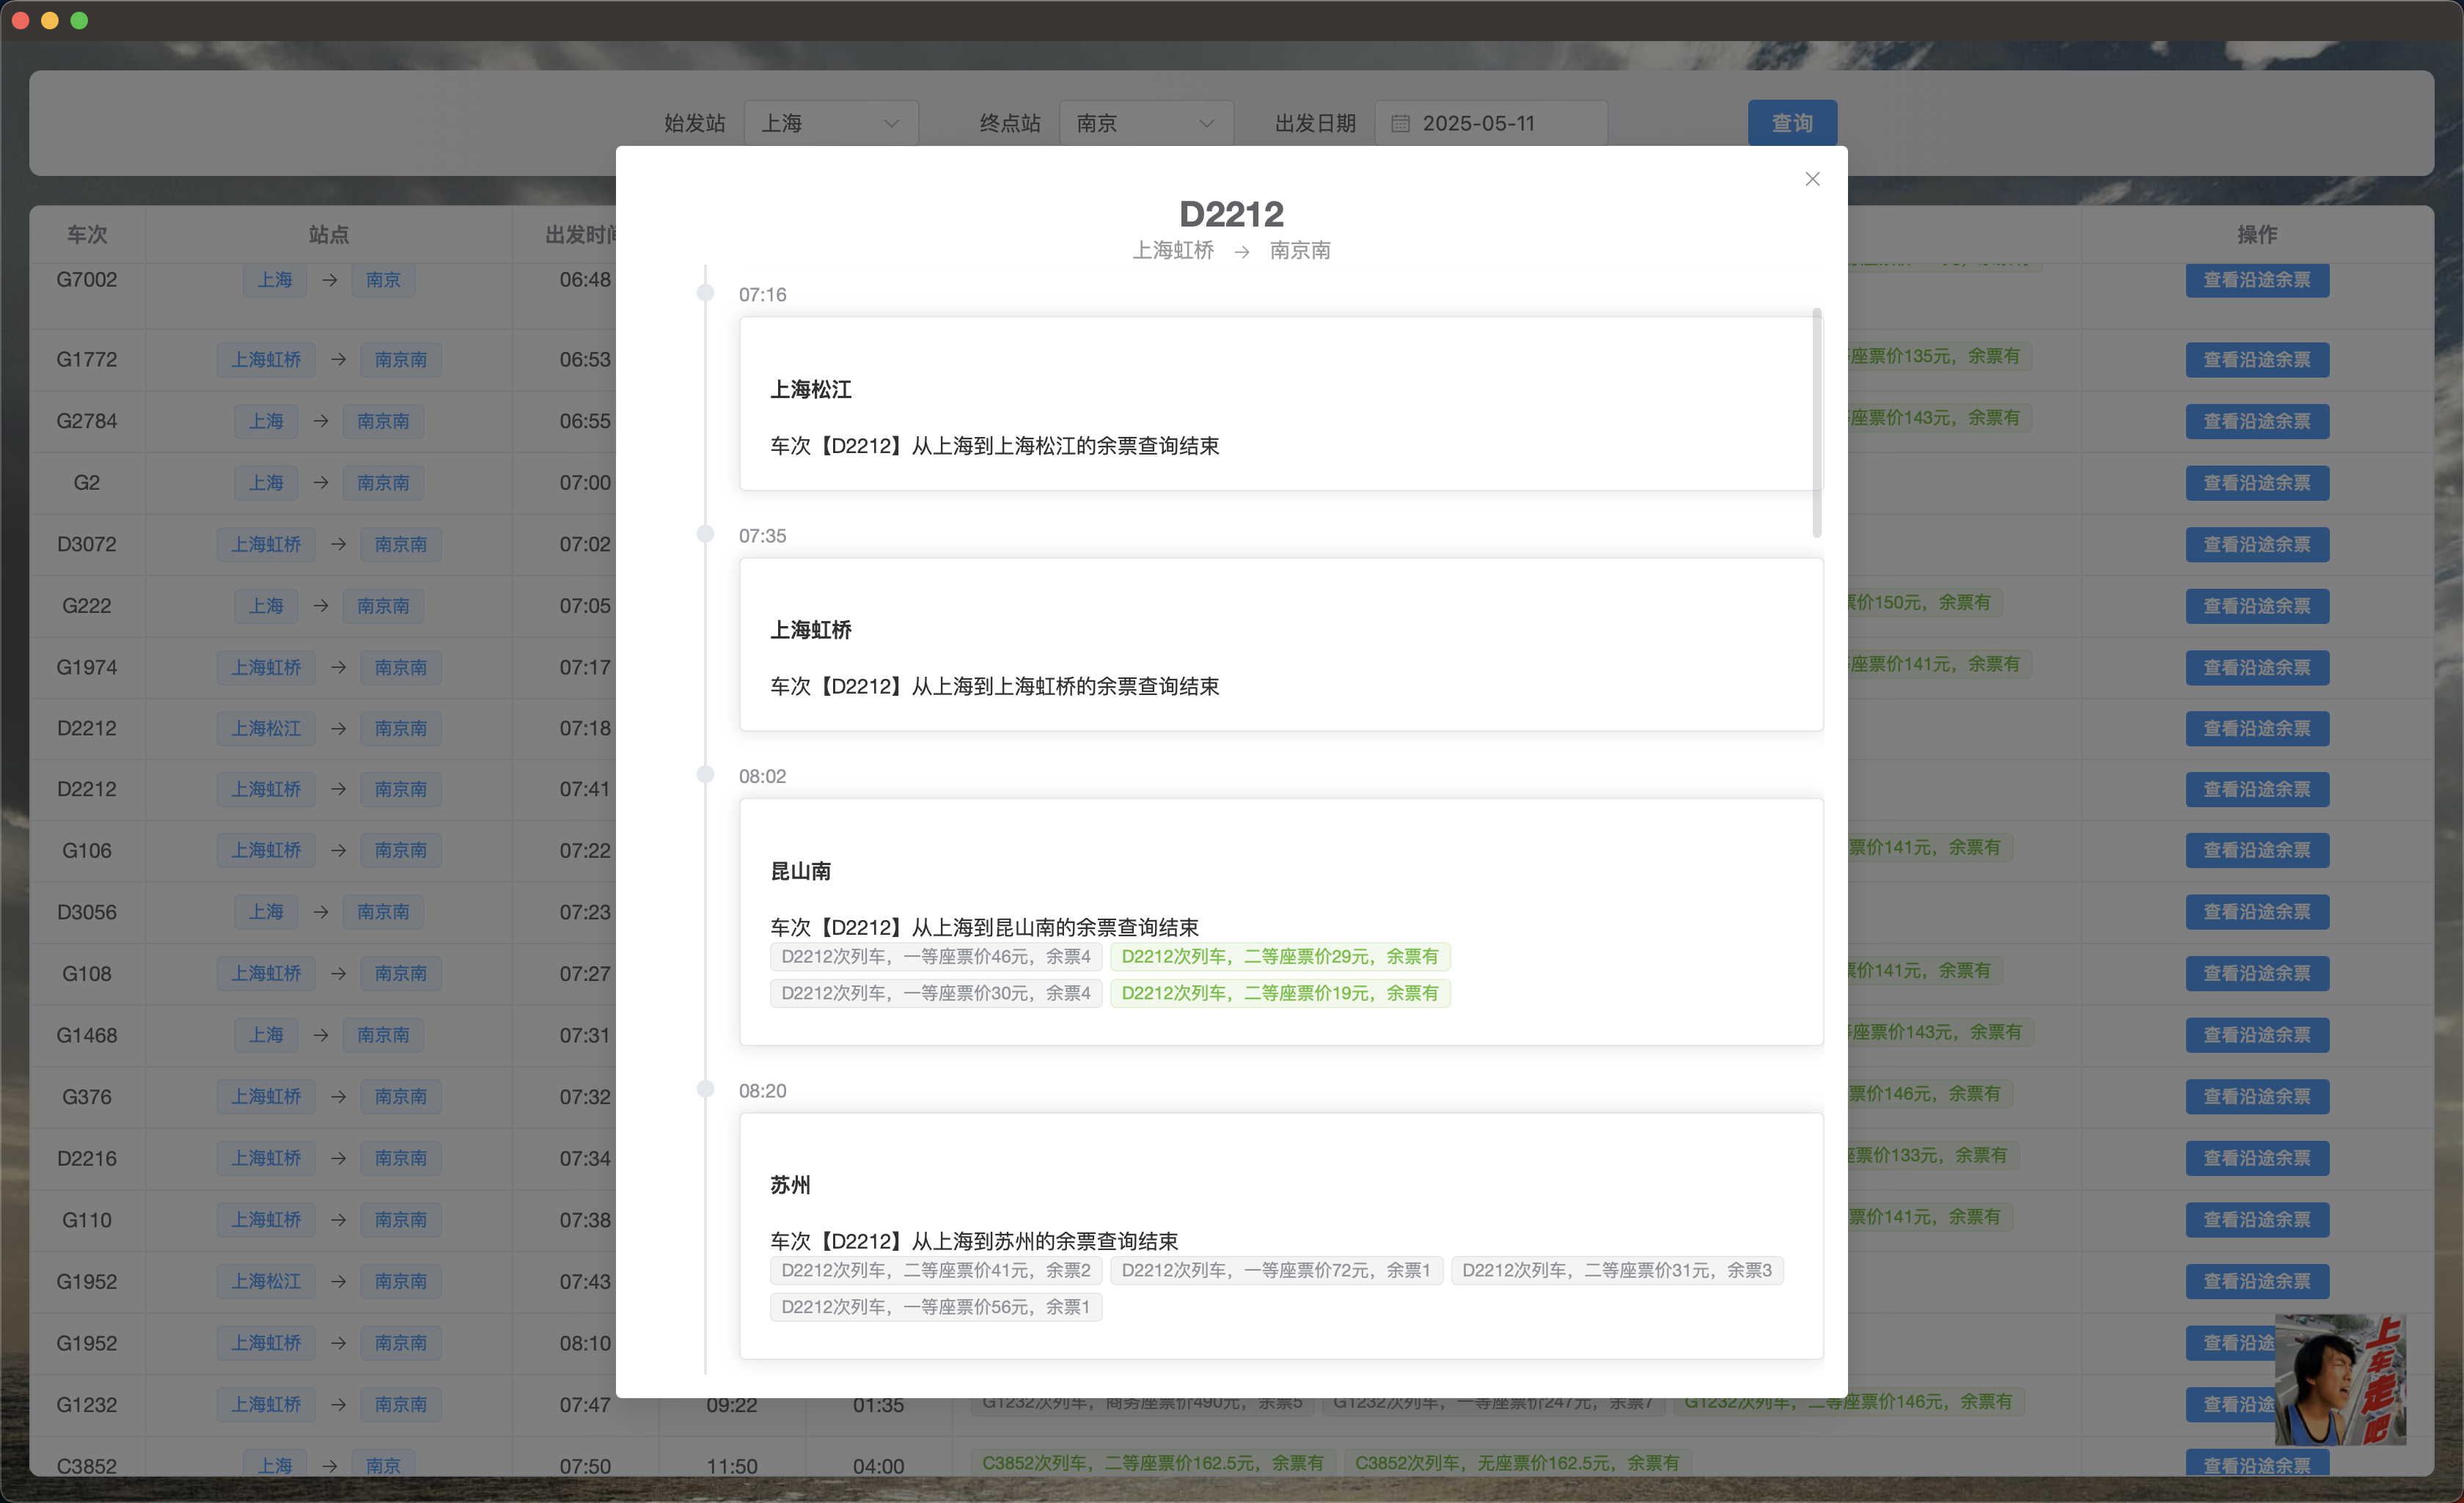 始发站 上海 终点站 南京 出发日期 2025-05-11 查询
D2212
上海虹桥 → 南京南
07:16
上海松江
车次【D2212】从上海到上海松江的余票查询结束
07:35
上海虹桥
车次【D2212】从上海到上海虹桥的余票查询结束
08:02
昆山南
车次【D2212】从上海到昆山南的余票查询结束
D2212次列车，一等座票价46元，余票4 D2212次列车，二等座票价29元，余票有
D2212次列车，一等座票价30元，余票4 D2212次列车，二等座票价19元，余票有
08:20
苏州
车次【D2212】从上海到苏州的余票查询结束
D2212次列车，二等座票价41元，余票2 D2212次列车，一等座票价72元，余票1 D2212次列车，二等座票价31元，余票3
D2212次列车，一等座票价56元，余票1
车次 站点 出发时间 操作
G7002 上海 → 南京 06:48 查看沿途余票
G1772 上海虹桥 → 南京南 06:53 座票价135元，余票有 查看沿途余票
G2784 上海 → 南京南 06:55 座票价143元，余票有 查看沿途余票
G2 上海 → 南京南 07:00 查看沿途余票
D3072 上海虹桥 → 南京南 07:02 查看沿途余票
G222 上海 → 南京南 07:05 票价150元，余票有 查看沿途余票
G1974 上海虹桥 → 南京南 07:17 座票价141元，余票有 查看沿途余票
D2212 上海松江 → 南京南 07:18 查看沿途余票
D2212 上海虹桥 → 南京南 07:41 查看沿途余票
G106 上海虹桥 → 南京南 07:22 票价141元，余票有 查看沿途余票
D3056 上海 → 南京南 07:23 查看沿途余票
G108 上海虹桥 → 南京南 07:27 票价141元，余票有 查看沿途余票
G1468 上海 → 南京南 07:31 座票价143元，余票有 查看沿途余票
G376 上海虹桥 → 南京南 07:32 票价146元，余票有 查看沿途余票
D2216 上海虹桥 → 南京南 07:34 座票价133元，余票有 查看沿途余票
G110 上海虹桥 → 南京南 07:38 票价141元，余票有 查看沿途余票
G1952 上海松江 → 南京南 07:43 查看沿途余票
G1952 上海虹桥 → 南京南 08:10 查看沿途
G1232 上海虹桥 → 南京南 07:47 09:22 01:35 G1232次列车，商务座票价490元，余票5 G1232次列车，一等座票价247元，余票7 G1232次列车，二等座票价146元，余票有 查看沿途
C3852 上海 → 南京 07:50 11:50 04:00 C3852次列车，二等座票价162.5元，余票有 C3852次列车，无座票价162.5元，余票有 查看沿途余票
上车走吧